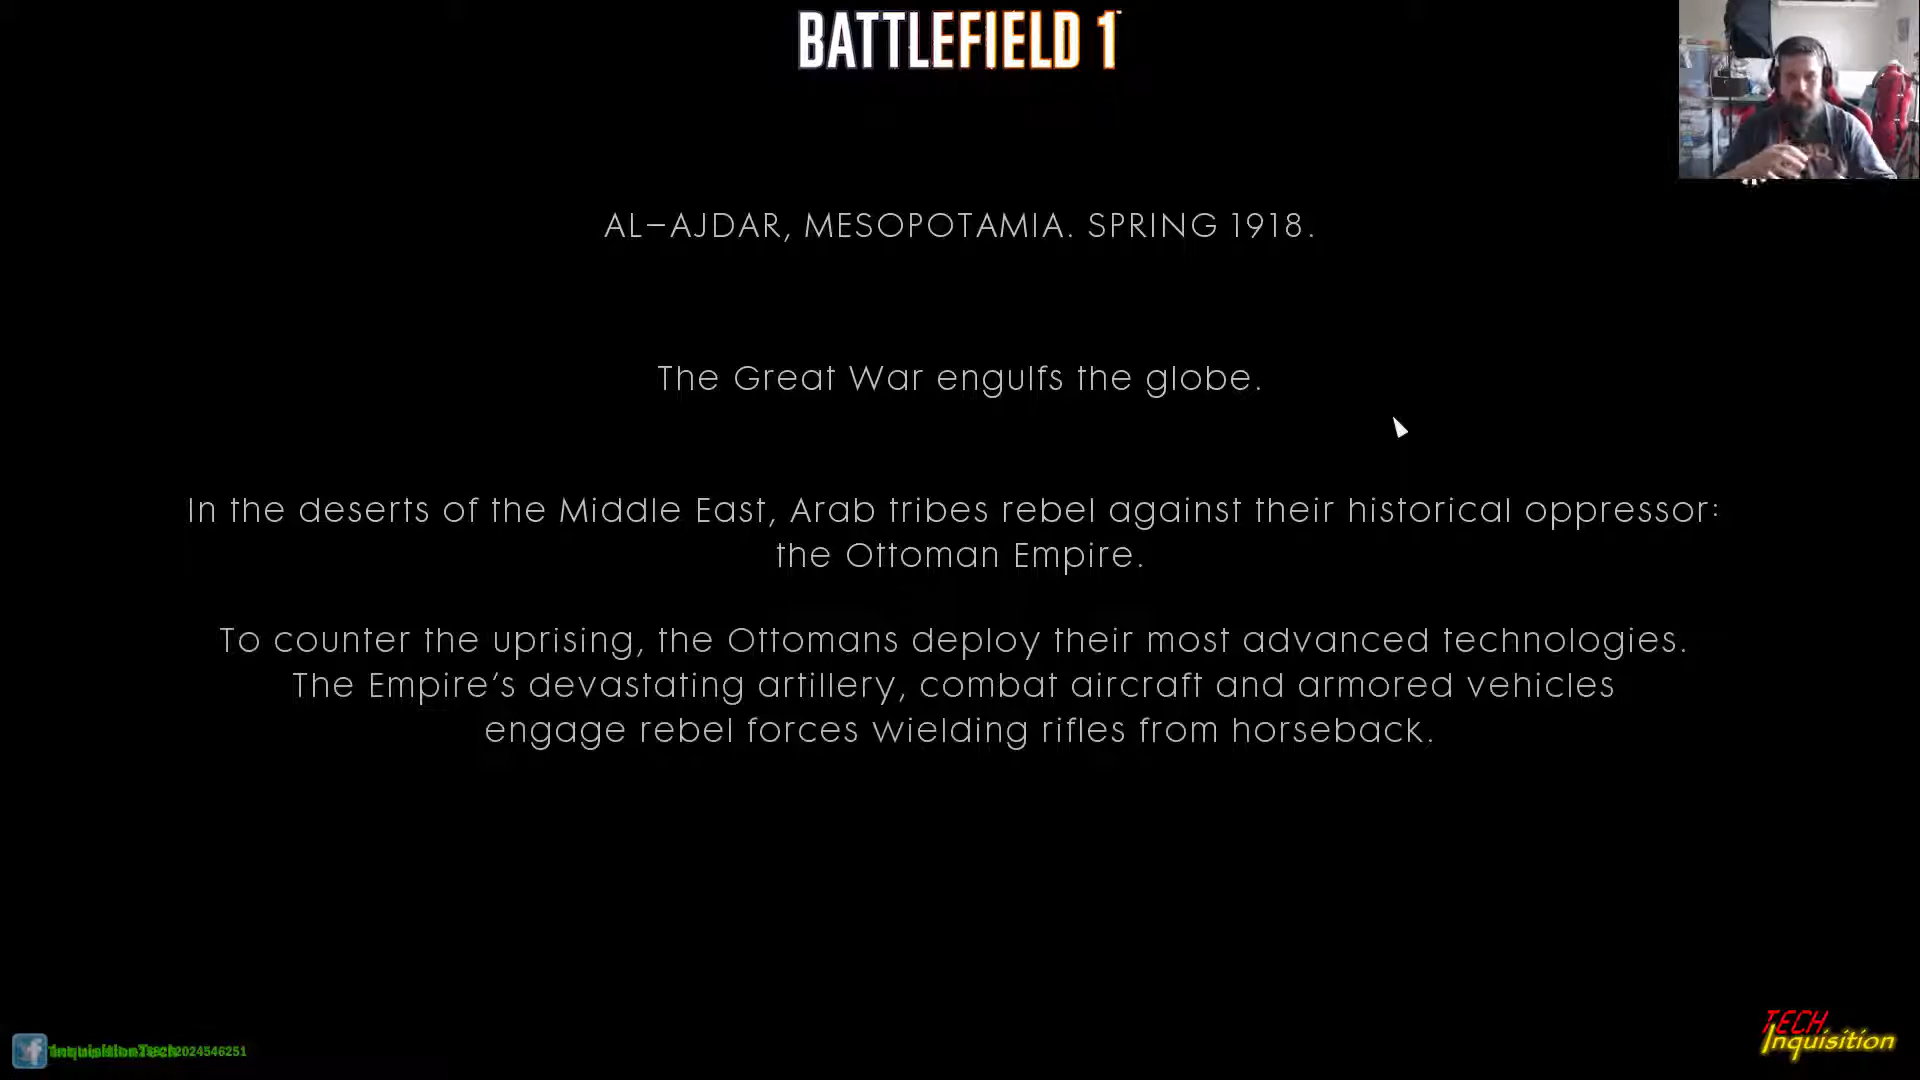 BATTLEFIELD 1
AL–AJDAR, MESOPOTAMIA. SPRING 1918.
The Great War engulfs the globe.
In the deserts of the Middle East, Arab tribes rebel against their historical oppressor:
the Ottoman Empire.
To counter the uprising, the Ottomans deploy their most advanced technologies.
The Empire’s devastating artillery, combat aircraft and armored vehicles
engage rebel forces wielding rifles from horseback.
TECH
Inquisition